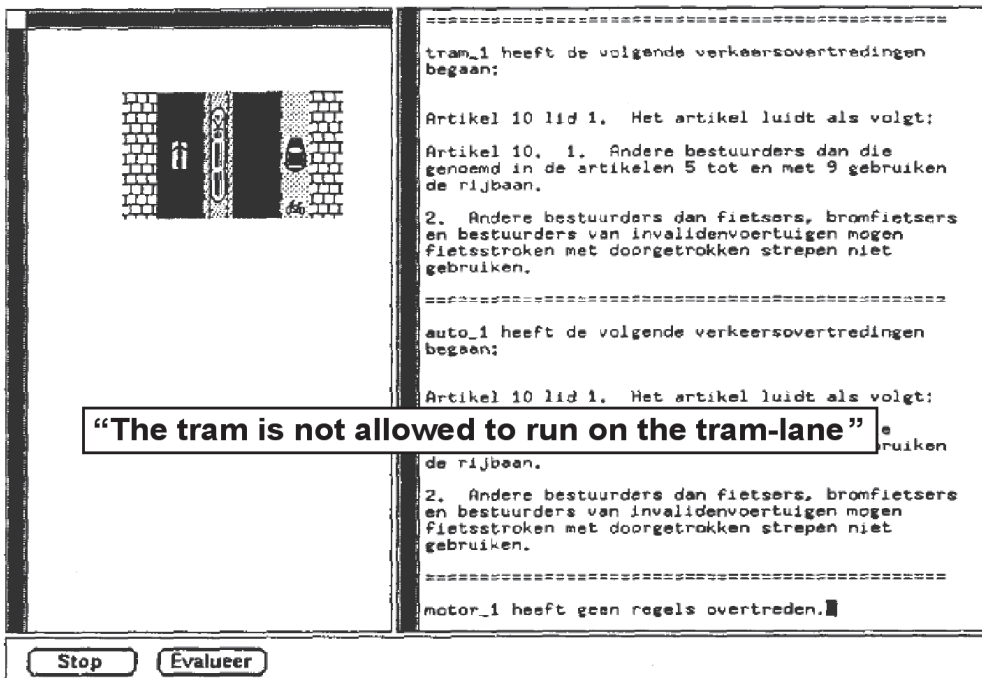 ==================================================
tram_1 heeft de volgende verkeersovertredingen
begaan:
Artikel 10 lid 1. Het artikel luidt als volgt:
Artikel 10. 1. Andere bestuurders dan die
genoemd in de artikelen 5 tot en met 9 gebruiken
de rijbaan.
2. Andere bestuurders dan fietsers, bromfietsers
en bestuurders van invalidenvoertuigen mogen
fietsstroken met doorgetrokken strepen niet
gebruiken.
==================================================
auto_1 heeft de volgende verkeersovertredingen
begaan:
Artikel 10 lid 1. Het artikel luidt als volgt:
“The tram is not allowed to run on the tram-lane”
de rijbaan.
2. Andere bestuurders dan fietsers, bromfietsers
en bestuurders van invalidenvoertuigen mogen
fietsstroken met doorgetrokken strepen niet
gebruiken.
==================================================
motor_1 heeft geen regels overtreden.
Stop Evalueer